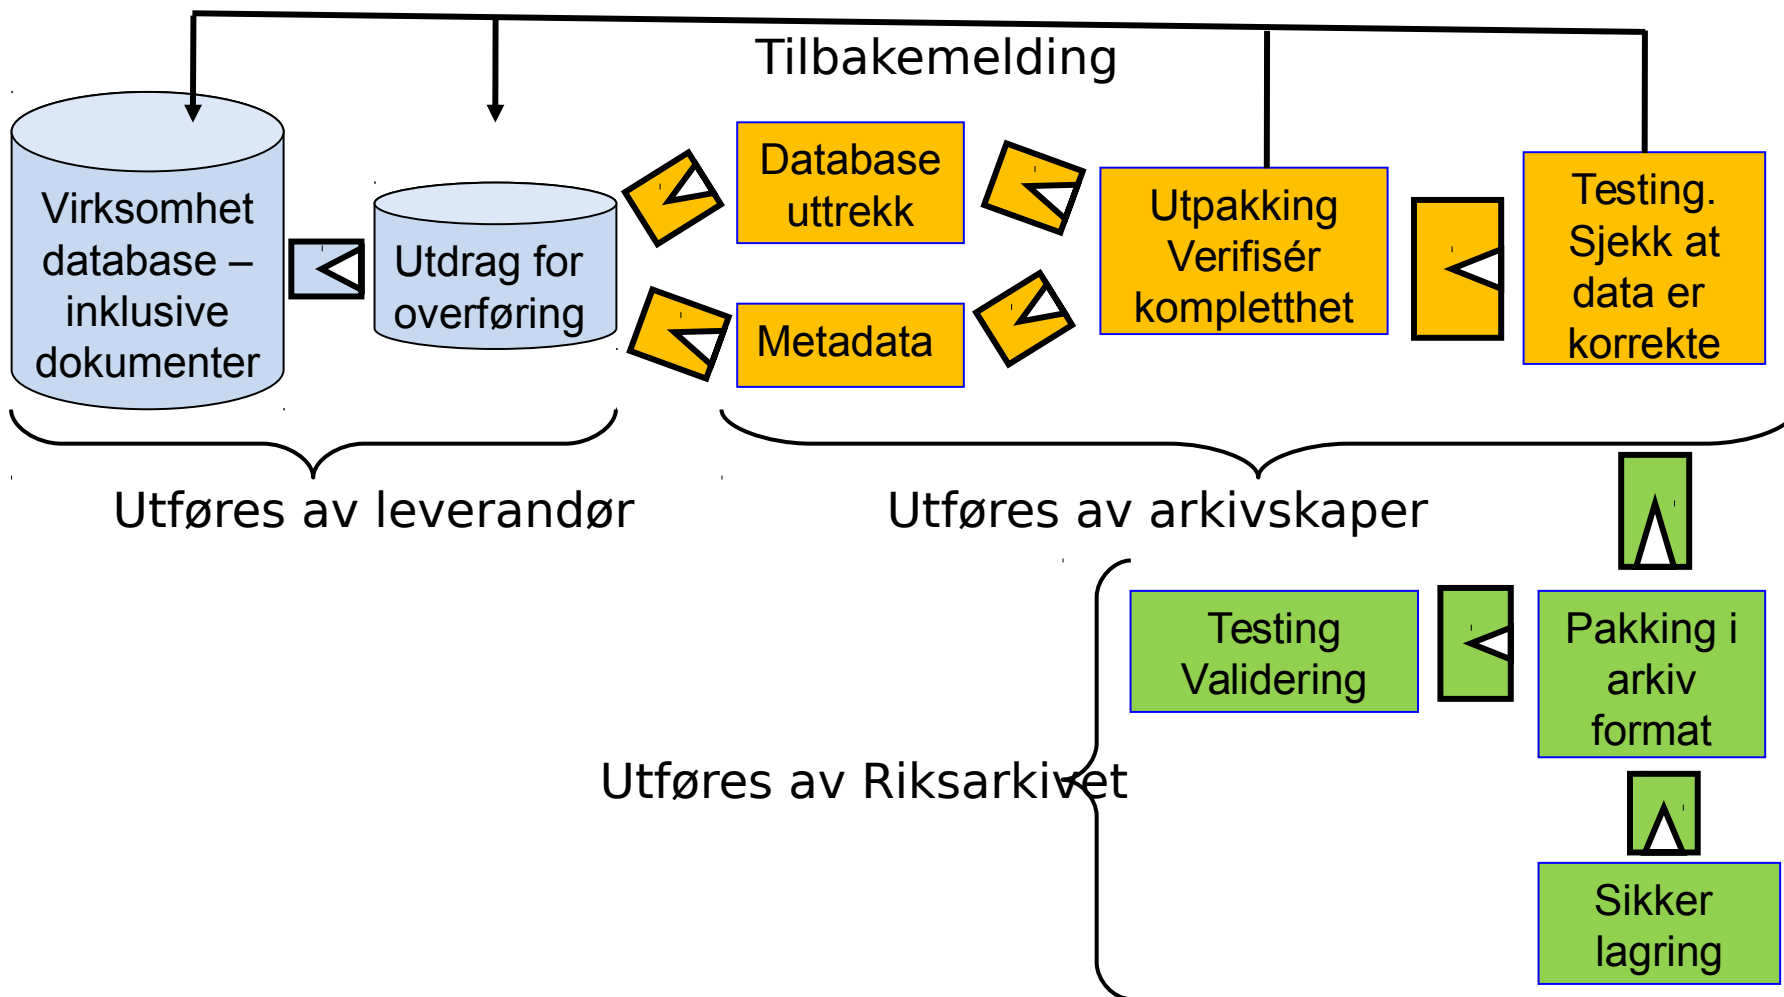 Tilbakemelding
Virksomhet
database –
inklusive
dokumenter
Utdrag for
overføring
Database
uttrekk
Metadata
Utpakking
Verifisér
kompletthet
Testing.
Sjekk at
data er
korrekte
Utføres av leverandør
Utføres av arkivskaper
Testing
Validering
Pakking i
arkiv
format
Utføres av Riksarkivet
Sikker
lagring